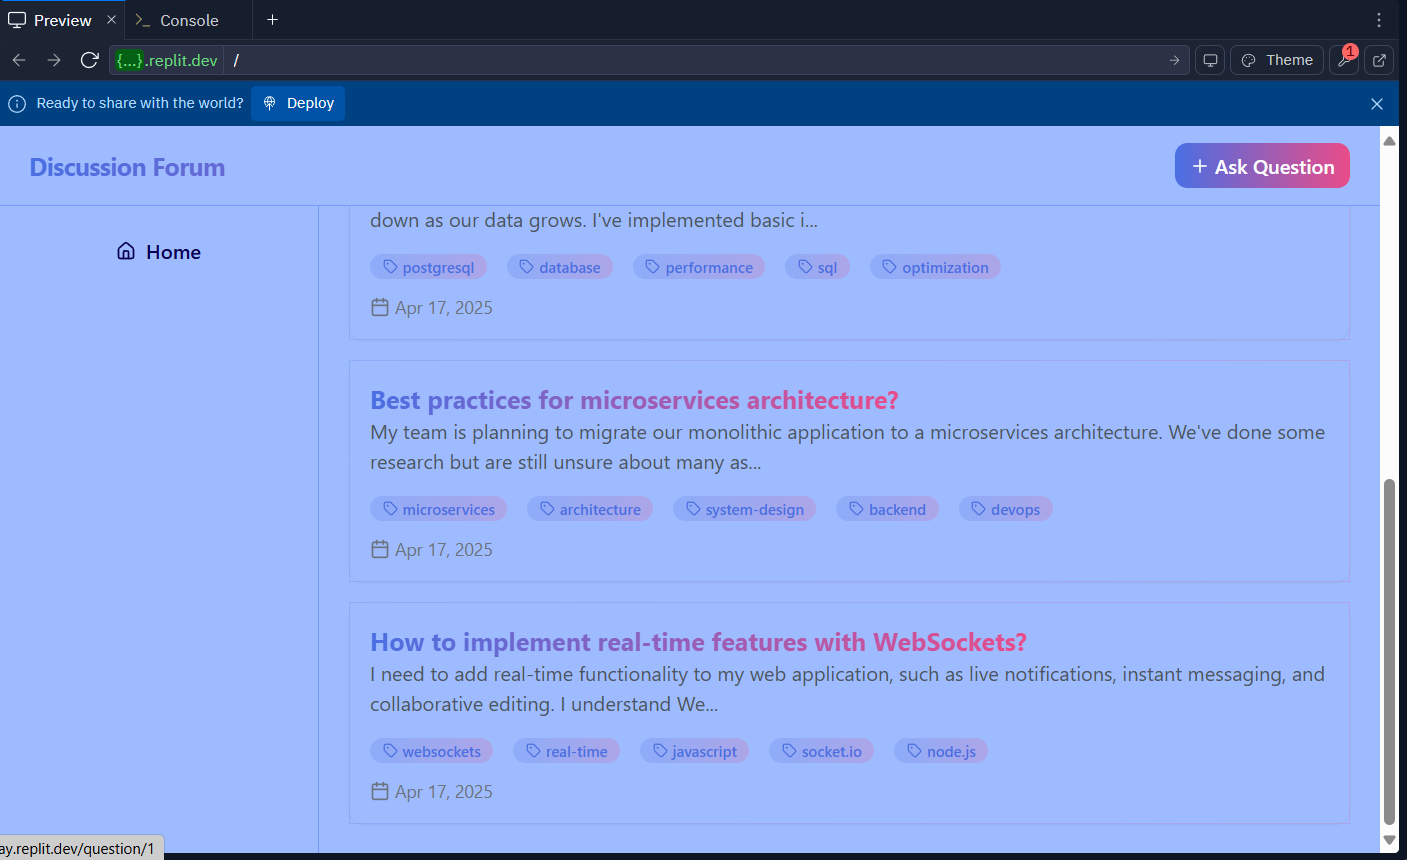 Preview
Console
{...}.replit.dev /
Theme
1
Ready to share with the world? Deploy
Discussion Forum
+ Ask Question
Home
down as our data grows. I've implemented basic i...
postgresql database performance sql optimization
Apr 17, 2025
Best practices for microservices architecture?
My team is planning to migrate our monolithic application to a microservices architecture. We've done some
research but are still unsure about many as...
microservices architecture system-design backend devops
Apr 17, 2025
How to implement real-time features with WebSockets?
I need to add real-time functionality to my web application, such as live notifications, instant messaging, and
collaborative editing. I understand We...
websockets real-time javascript socket.io node.js
Apr 17, 2025
ay.replit.dev/question/1